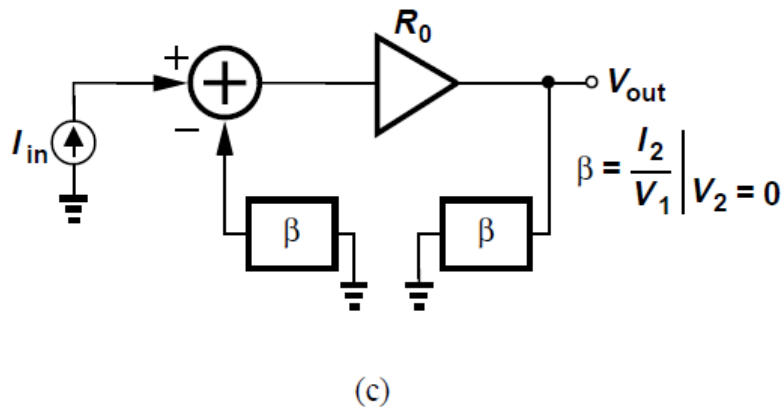 R0
+
+
Vout
−
Iin
β = I2 / V1 | V2 = 0
β
β
(c)